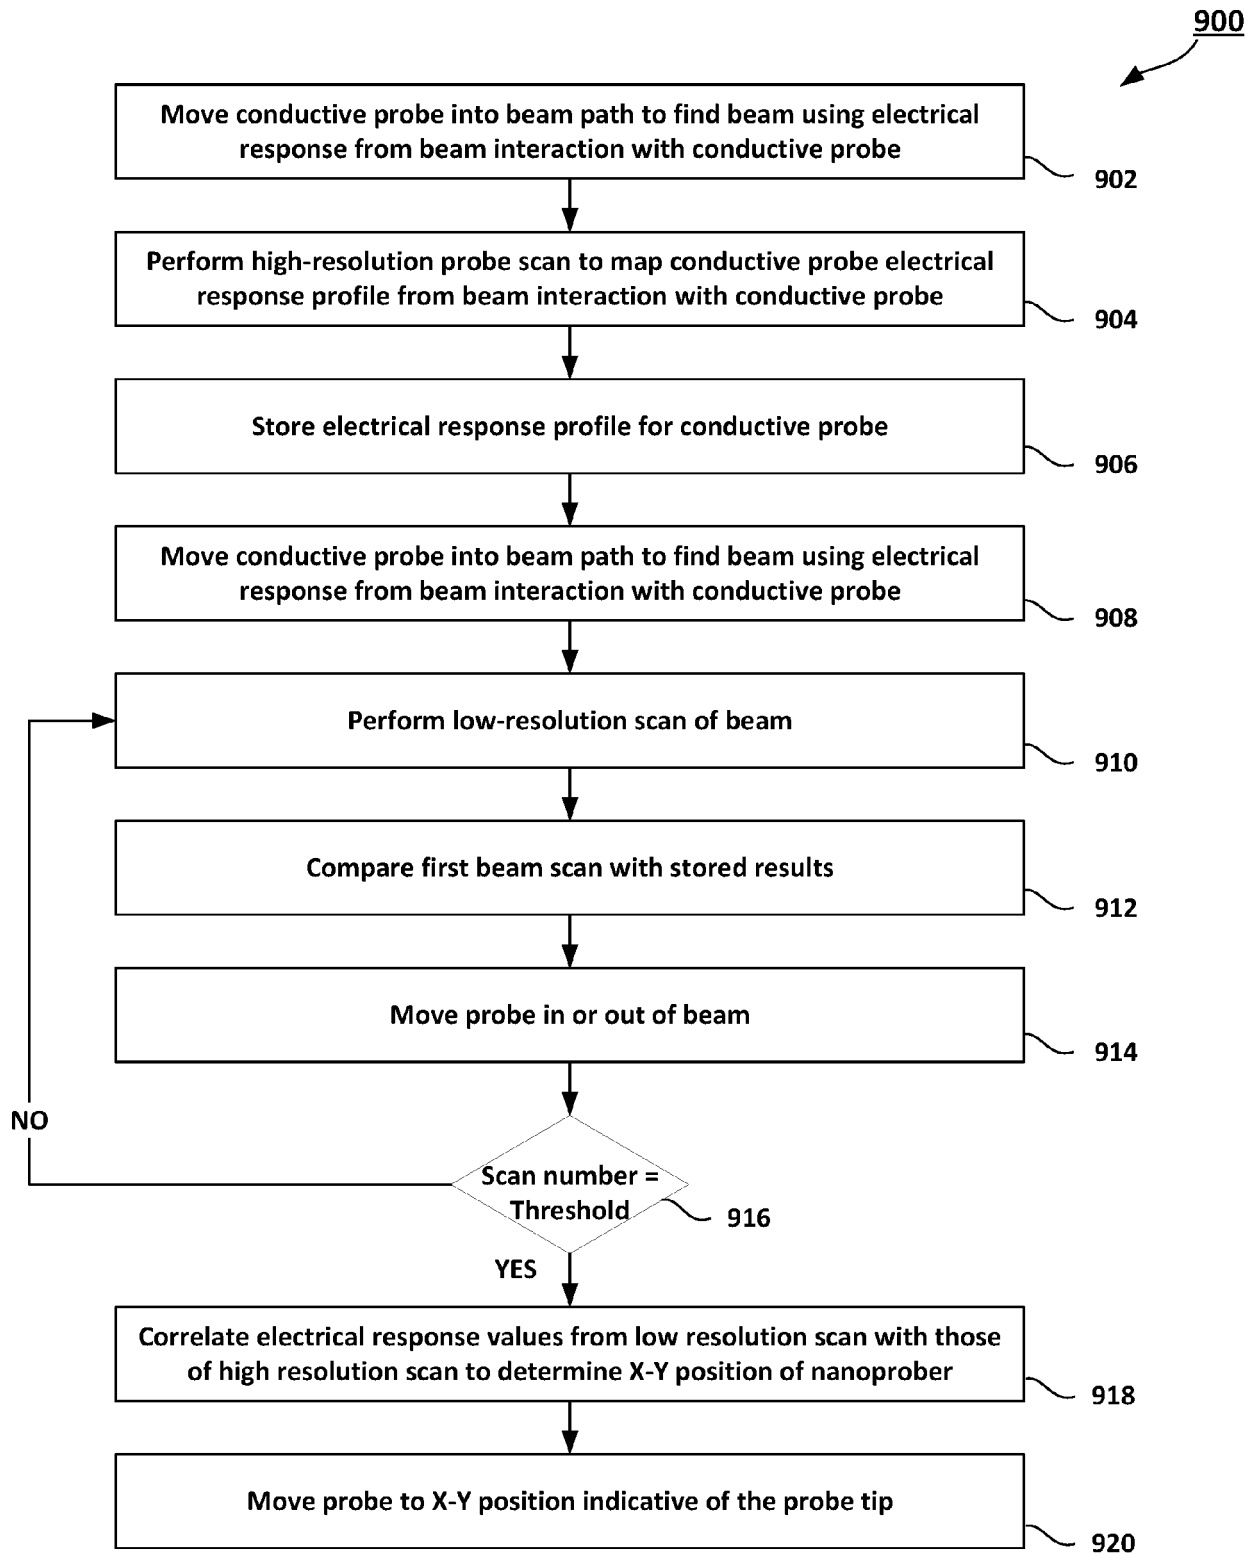 900
Move conductive probe into beam path to find beam using electrical
response from beam interaction with conductive probe
902
Perform high-resolution probe scan to map conductive probe electrical
response profile from beam interaction with conductive probe
904
Store electrical response profile for conductive probe
906
Move conductive probe into beam path to find beam using electrical
response from beam interaction with conductive probe
908
Perform low-resolution scan of beam
910
Compare first beam scan with stored results
912
Move probe in or out of beam
914
NO
Scan number =
Threshold
916
YES
Correlate electrical response values from low resolution scan with those
of high resolution scan to determine X-Y position of nanoprober
918
Move probe to X-Y position indicative of the probe tip
920